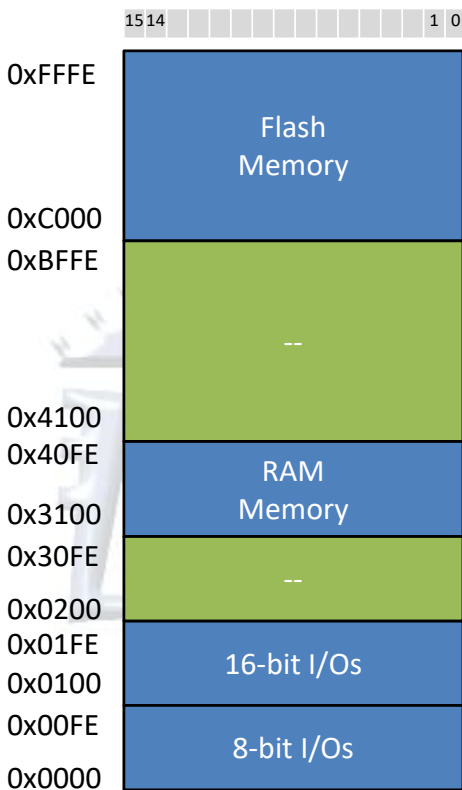 15 14 1 0
0xFFFE
Flash
Memory
0xC000
0xBFFE
--
0x4100
0x40FE
RAM
Memory
0x3100
0x30FE
--
0x0200
0x01FE
16-bit I/Os
0x0100
0x00FE
8-bit I/Os
0x0000